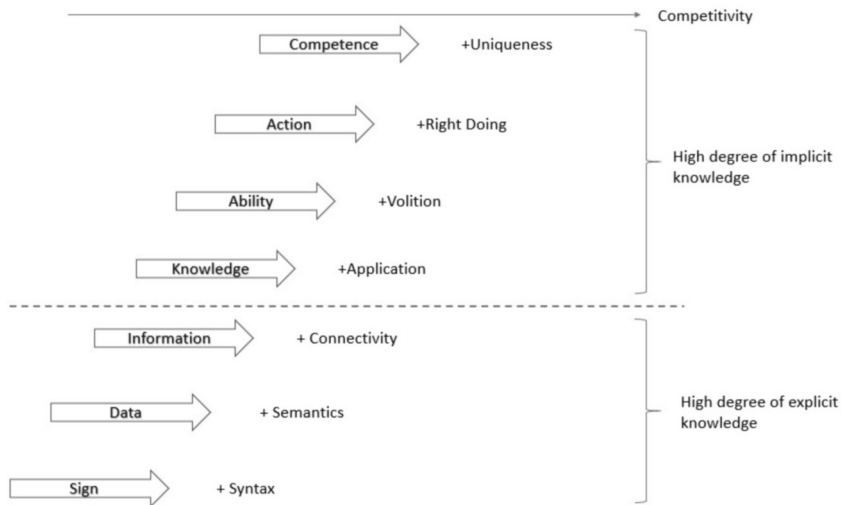 Competitivity
Competence
+Uniqueness
Action
+Right Doing
High degree of implicit
knowledge
Ability
+Volition
Knowledge
+Application
Information
+ Connectivity
Data
+ Semantics
High degree of explicit
knowledge
Sign
+ Syntax